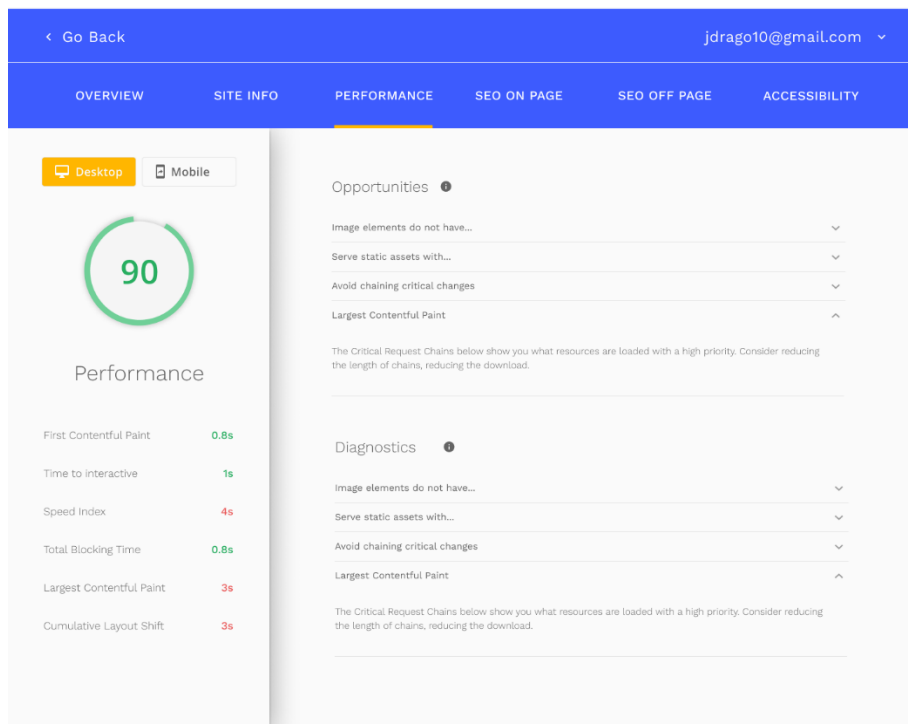 Go Back
jdrago10@gmail.com
OVERVIEW SITE INFO PERFORMANCE SEO ON PAGE SEO OFF PAGE ACCESSIBILITY
Desktop Mobile
90
Performance
First Contentful Paint 0.8s
Time to interactive 1s
Speed Index 4s
Total Blocking Time 0.8s
Largest Contentful Paint 3s
Cumulative Layout Shift 3s
Opportunities
Image elements do not have...
Serve static assets with...
Avoid chaining critical changes
Largest Contentful Paint
The Critical Request Chains below show you what resources are loaded with a high priority. Consider reducing
the length of chains, reducing the download.
Diagnostics
Image elements do not have...
Serve static assets with...
Avoid chaining critical changes
Largest Contentful Paint
The Critical Request Chains below show you what resources are loaded with a high priority. Consider reducing
the length of chains, reducing the download.